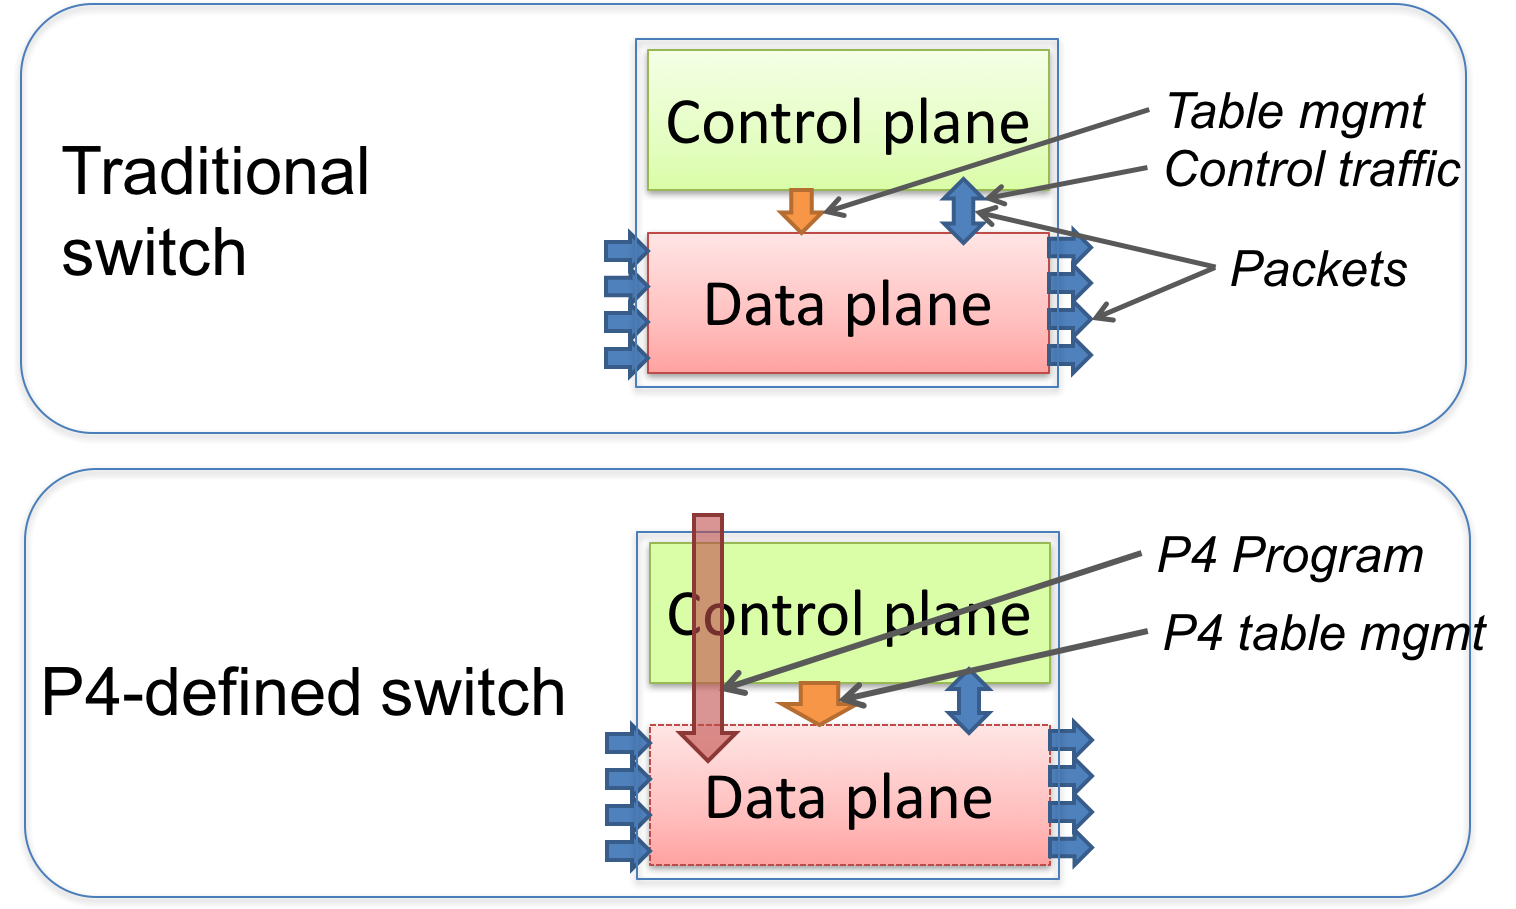 Traditional
switch
Control plane
Data plane
Table mgmt
Control traffic
Packets
P4-defined switch
Control plane
Data plane
P4 Program
P4 table mgmt